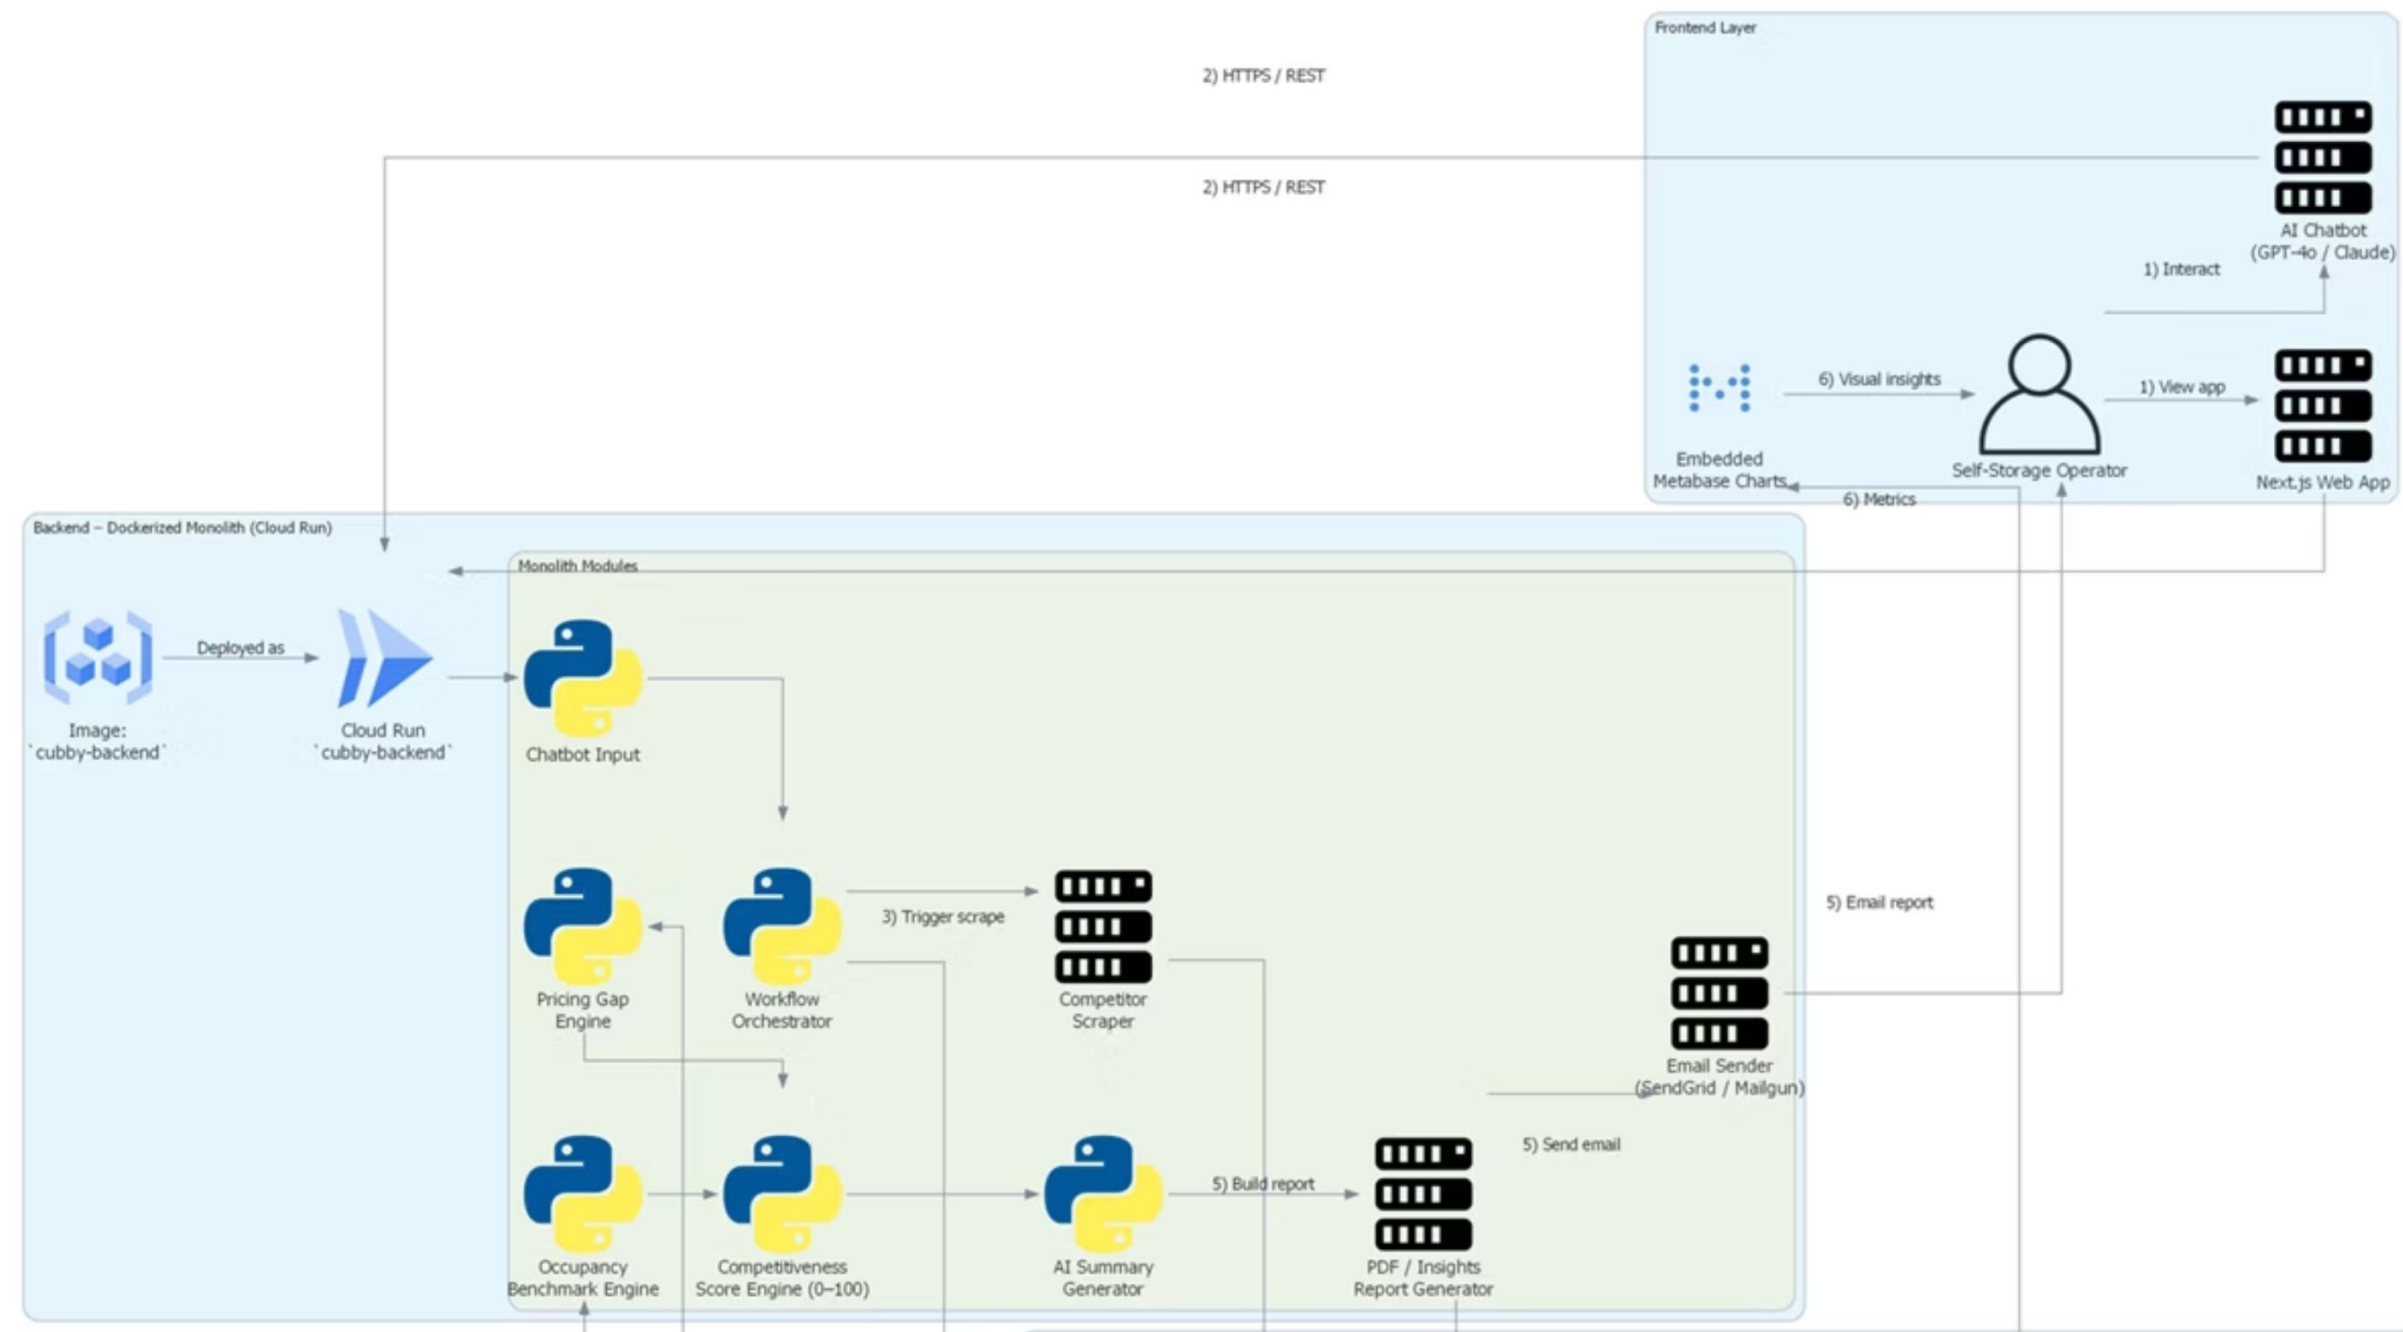 Frontend Layer
2) HTTPS / REST
2) HTTPS / REST
AI Chatbot
(GPT-4o / Claude)
1) Interact
6) Visual insights
1) View app
Embedded
Metabase Charts
Self-Storage Operator
Next.js Web App
6) Metrics
Backend – Dockerized Monolith (Cloud Run)
Monolith Modules
Deployed as
Image:
`cubby-backend`
Cloud Run
`cubby-backend`
Chatbot Input
3) Trigger scrape
5) Email report
Pricing Gap
Engine
Workflow
Orchestrator
Competitor
Scraper
Email Sender
(SendGrid / Mailgun)
5) Send email
5) Build report
Occupancy
Benchmark Engine
Competitiveness
Score Engine (0–100)
AI Summary
Generator
PDF / Insights
Report Generator